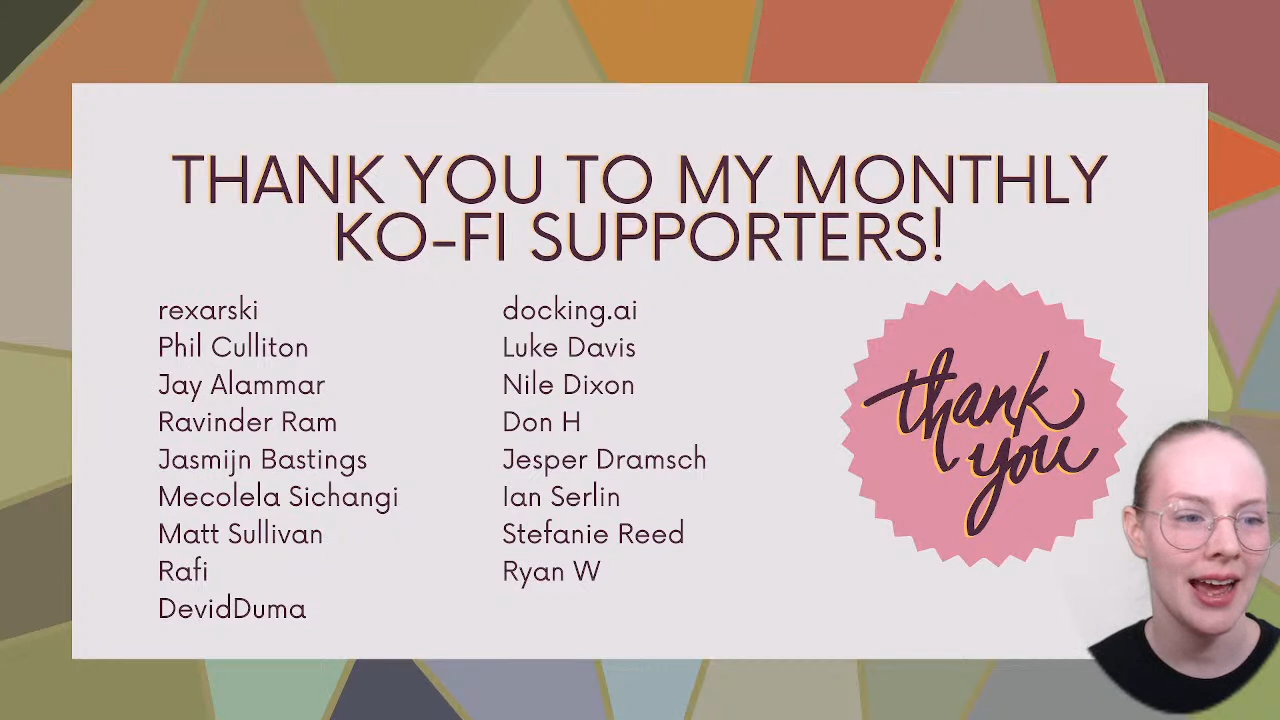 THANK YOU TO MY MONTHLY
KO-FI SUPPORTERS!
rexarski
Phil Culliton
Jay Alammar
Ravinder Ram
Jasmijn Bastings
Mecolela Sichangi
Matt Sullivan
Rafi
DevidDuma
docking.ai
Luke Davis
Nile Dixon
Don H
Jesper Dramsch
Ian Serlin
Stefanie Reed
Ryan W
thank
you